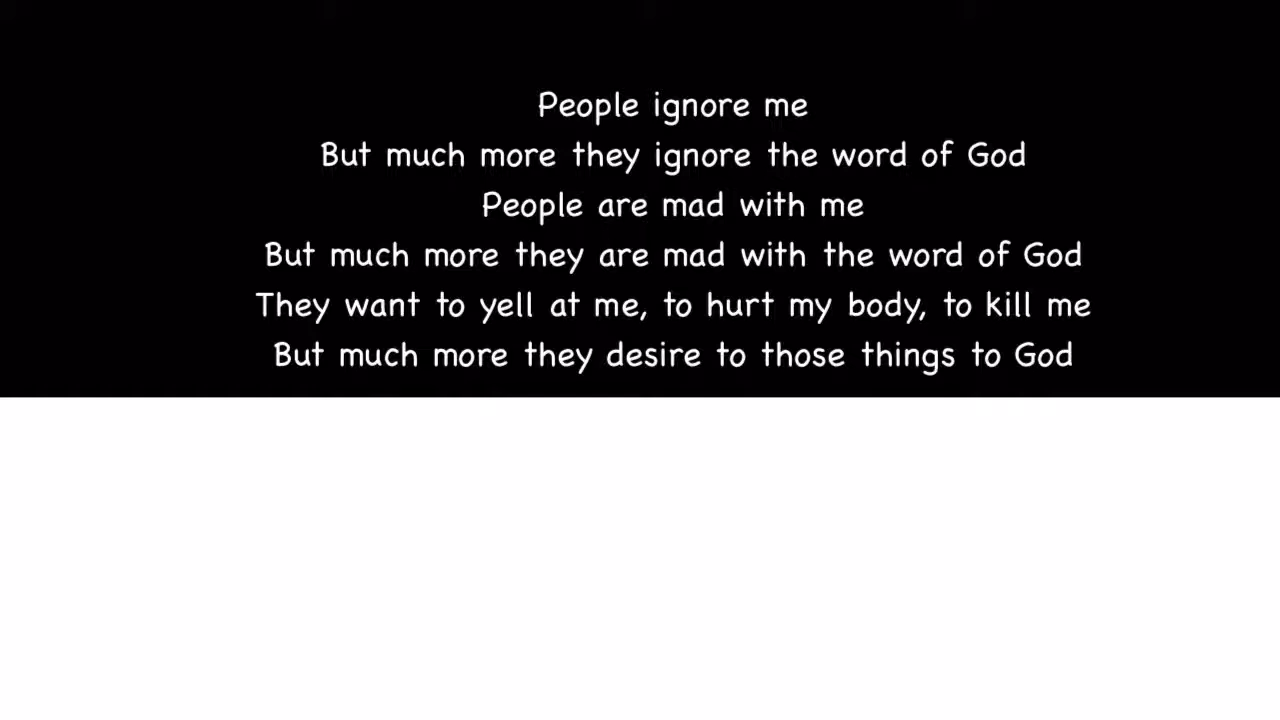 People ignore me
But much more they ignore the word of God
People are mad with me
But much more they are mad with the word of God
They want to yell at me, to hurt my body, to kill me
But much more they desire to those things to God